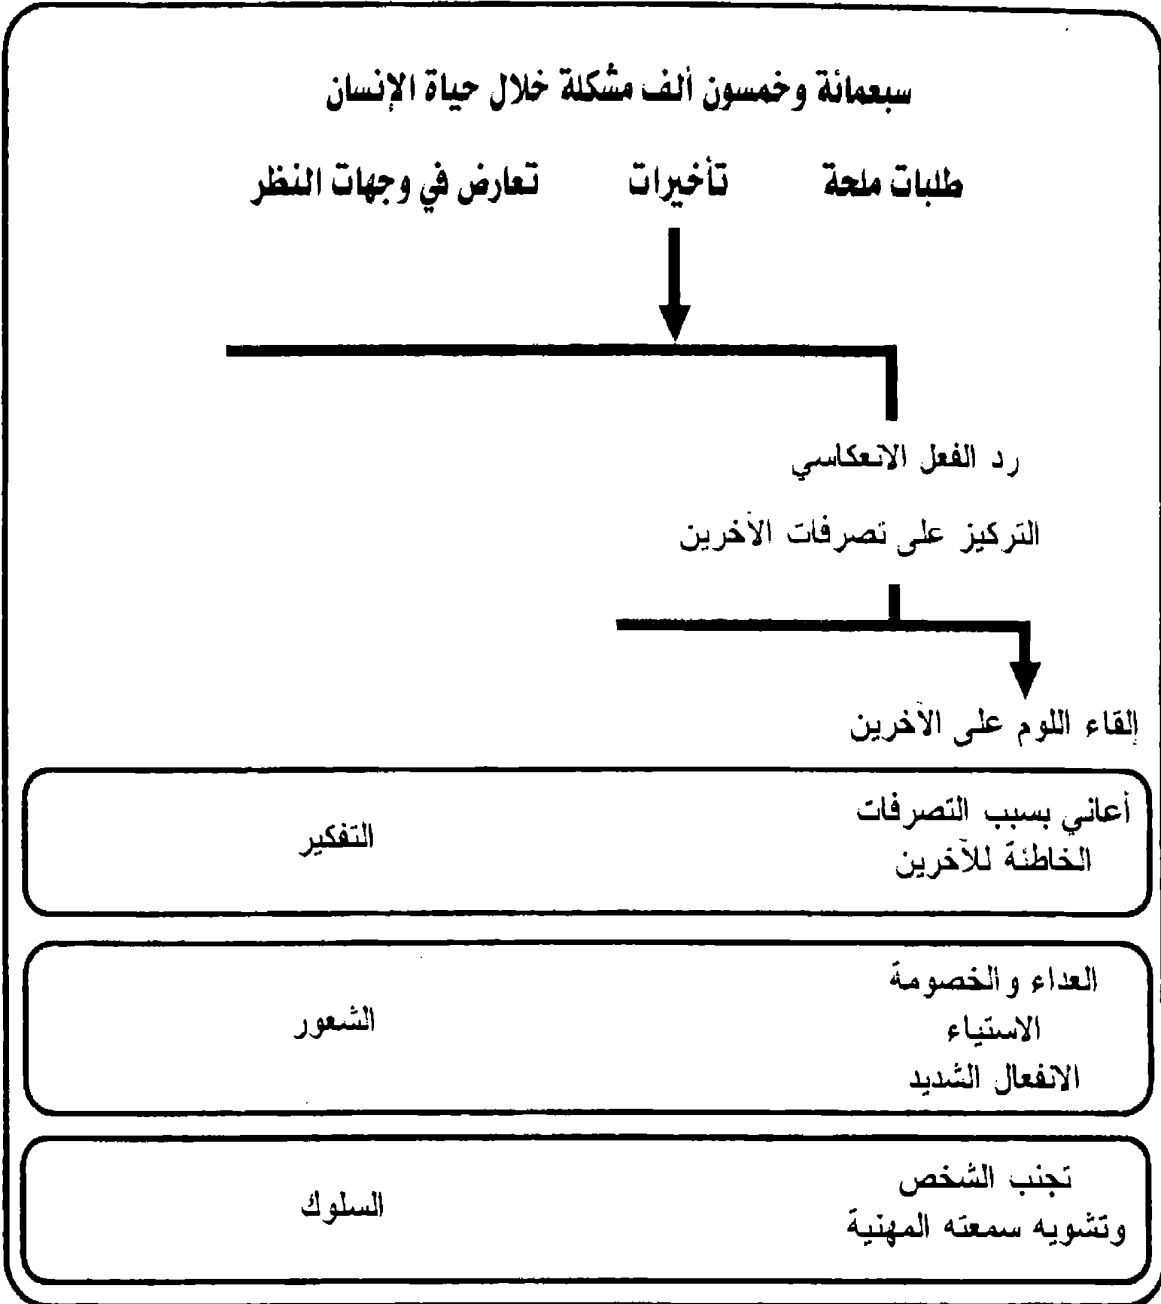 سبعمائة وخمسون ألف مشكلة خلال حياة الإنسان
طلبات ملحة تأخيرات تعارض في وجهات النظر
رد الفعل الانعكاسي
التركيز على تصرفات الآخرين
إلقاء اللوم على الآخرين
أعاني بسبب التصرفات
الخاطئة للآخرين
التفكير
العداء والخصومة
الاستياء
الانفعال الشديد
الشعور
تجنب الشخص
وتشويه سمعته المهنية
السلوك